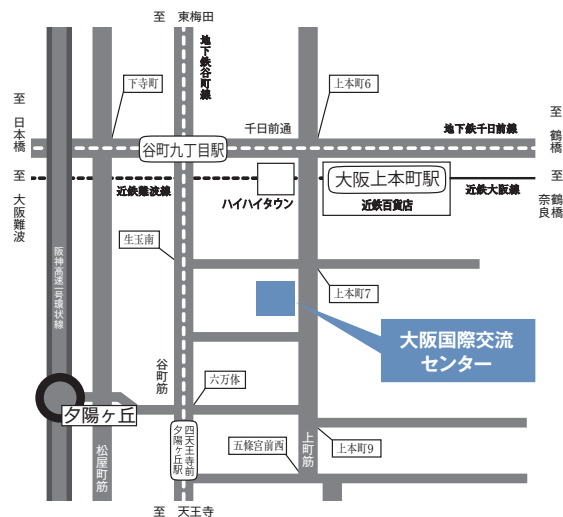 至 東梅田
地下鉄谷町線
下寺町
上本町6
至 日本橋
千日前通
地下鉄千日前線
至 鶴橋
谷町九丁目駅
至 大阪難波
近鉄難波線
ハイハイタウン
大阪上本町駅
近鉄百貨店
近鉄大阪線
至 鶴橋
奈良
生玉南
阪神高速一号環状線
上本町7
大阪国際交流
センター
谷町筋
六万体
夕陽ヶ丘
四天王寺前
夕陽ヶ丘駅
松屋町筋
五條宮前西
上町筋
上本町9
至 天王寺